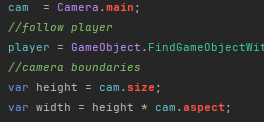 cam  = Camera.main;
//follow player
player = GameObject.FindGameObjectWit
//camera boundaries
var height = cam.size;
var width = height * cam.aspect;